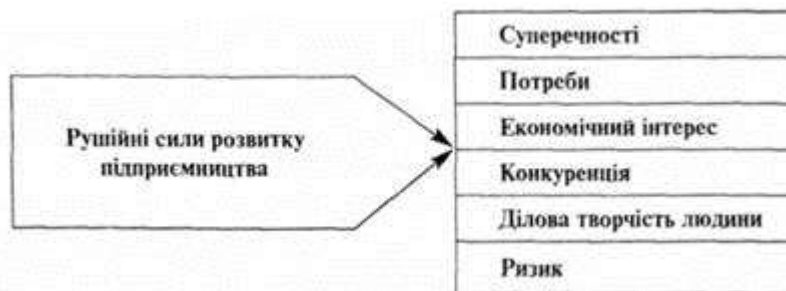 Рушійні сили розвитку
підприємництва
Суперечності
Потреби
Економічний інтерес
Конкуренція
Ділова творчість людини
Ризик